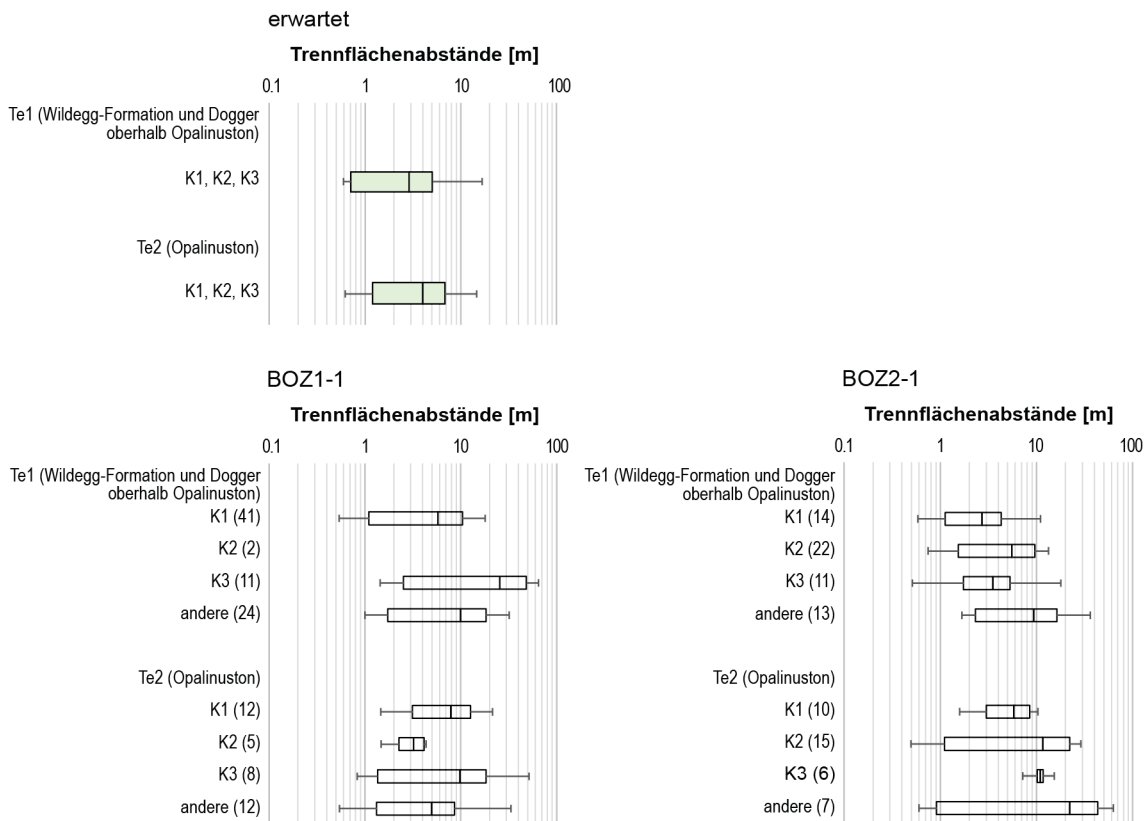 erwartet
Trennflächenabstände [m]
0.1 1 10 100
Te1 (Wildegg-Formation und Dogger
oberhalb Opalinuston)
K1, K2, K3
Te2 (Opalinuston)
K1, K2, K3
BOZ1-1
Trennflächenabstände [m]
0.1 1 10 100
Te1 (Wildegg-Formation und Dogger
oberhalb Opalinuston)
K1 (41)
K2 (2)
K3 (11)
andere (24)
Te2 (Opalinuston)
K1 (12)
K2 (5)
K3 (8)
andere (12)
BOZ2-1
Trennflächenabstände [m]
0.1 1 10 100
Te1 (Wildegg-Formation und Dogger
oberhalb Opalinuston)
K1 (14)
K2 (22)
K3 (11)
andere (13)
Te2 (Opalinuston)
K1 (10)
K2 (15)
K3 (6)
andere (7)